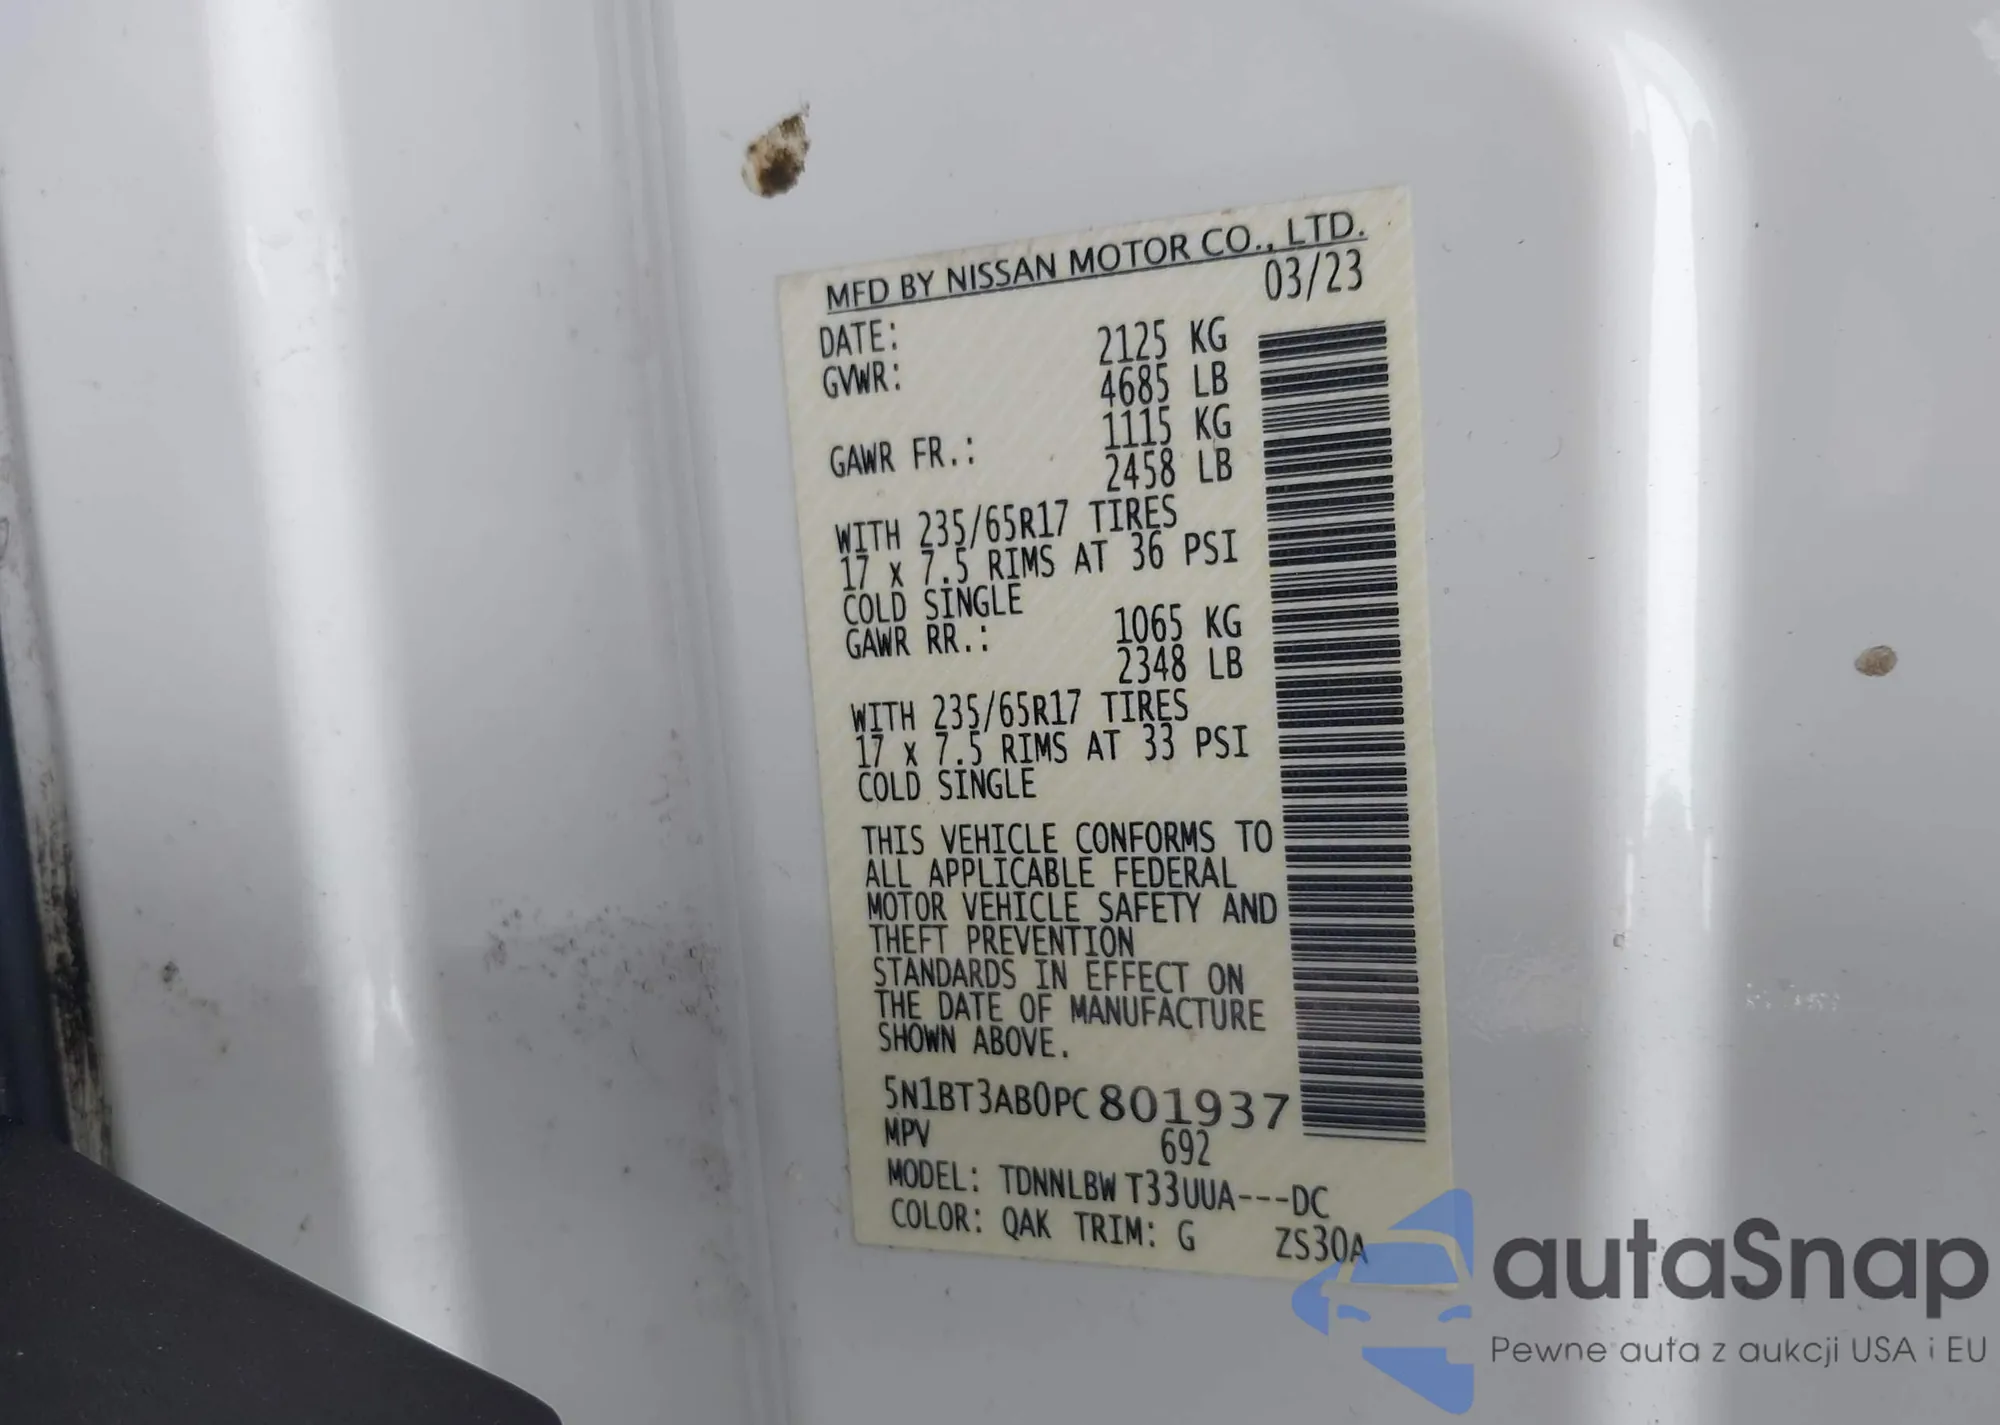 MFD BY NISSAN MOTOR CO., LTD.
DATE: 03/23
GVWR: 2125 KG
4685 LB
GAWR FR.: 1115 KG
2458 LB
WITH 235/65R17 TIRES
17 x 7.5 RIMS AT 36 PSI
COLD SINGLE
GAWR RR.: 1065 KG
2348 LB
WITH 235/65R17 TIRES
17 x 7.5 RIMS AT 33 PSI
COLD SINGLE
THIS VEHICLE CONFORMS TO
ALL APPLICABLE FEDERAL
MOTOR VEHICLE SAFETY AND
THEFT PREVENTION
STANDARDS IN EFFECT ON
THE DATE OF MANUFACTURE
SHOWN ABOVE.
5N1BT3AB0PC801937
MPV 692
MODEL: TDNNLBW T33UUA---DC
COLOR: QAK TRIM: G ZS30A
autaSnap
Pewne auta z aukcji USA i EU